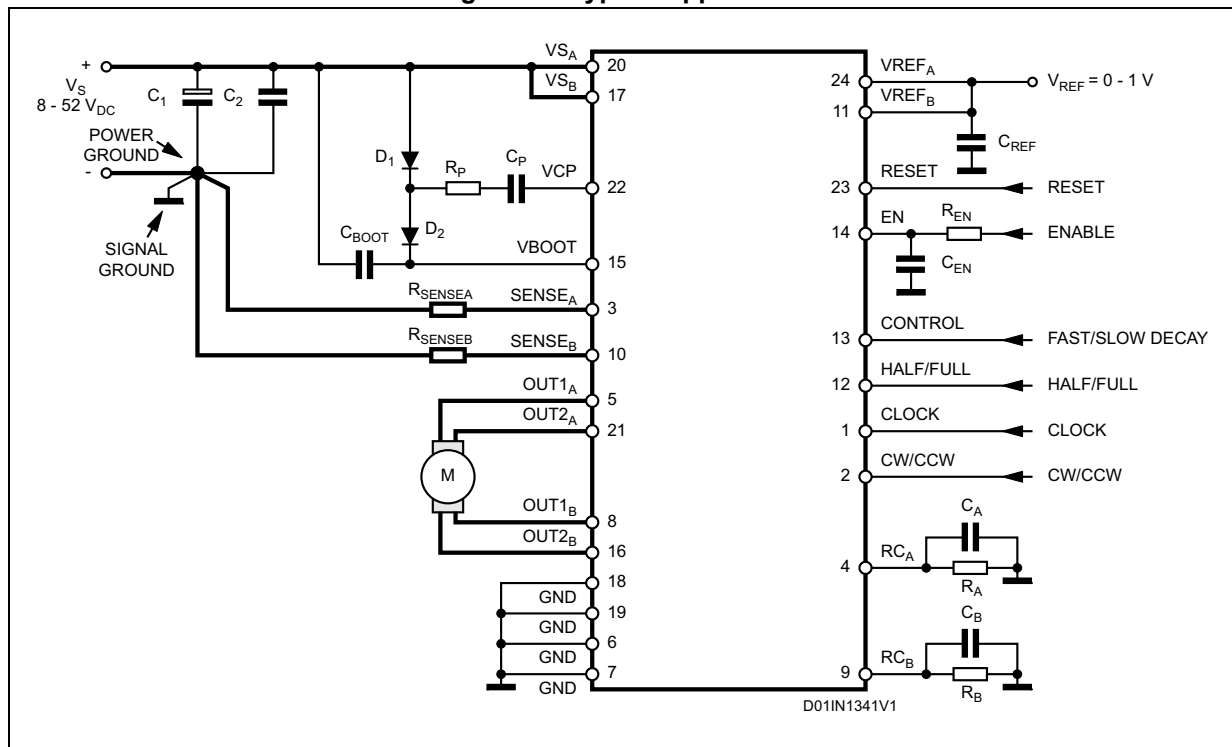 VS_A
20
VS_B
17
+
V_S
8 - 52 V_DC
C_1
C_2
POWER
GROUND
-
SIGNAL
GROUND
D_1
R_P
C_P
VCP
22
D_2
C_BOOT
VBOOT
15
R_SENSEA
SENSE_A
3
R_SENSEB
SENSE_B
10
OUT1_A
5
OUT2_A
21
M
OUT1_B
8
OUT2_B
16
18
GND
19
GND
6
GND
7
GND
24
VREF_A
V_REF = 0 - 1 V
11
VREF_B
C_REF
23
RESET
RESET
14
EN
R_EN
ENABLE
C_EN
13
CONTROL
FAST/SLOW DECAY
12
HALF/FULL
HALF/FULL
1
CLOCK
CLOCK
2
CW/CCW
CW/CCW
C_A
4
RC_A
R_A
C_B
9
RC_B
R_B
D01IN1341V1